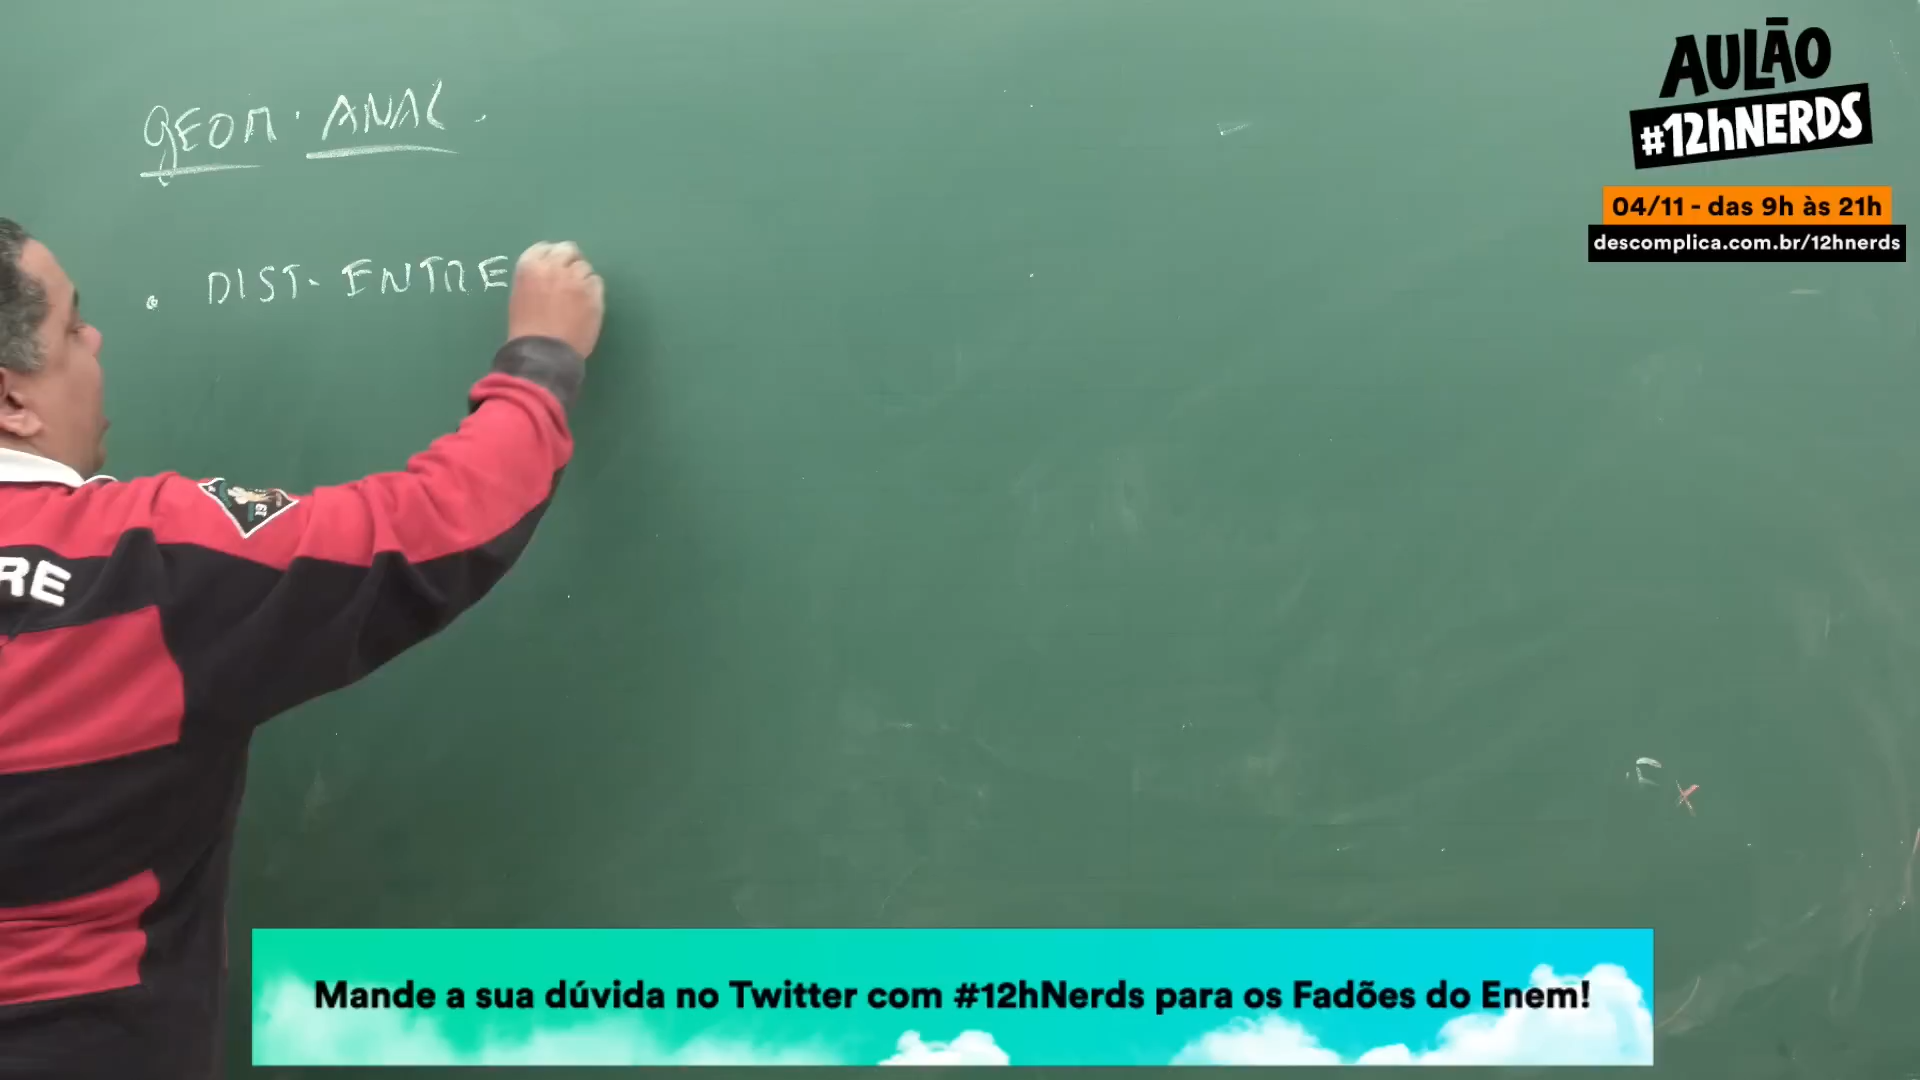 GEOM. ANAL.
. DIST. ENTRE
RE
AULÃO
#12hNERDS
04/11 - das 9h às 21h
descomplica.com.br/12hnerds
Mande a sua dúvida no Twitter com #12hNerds para os Fadões do Enem!